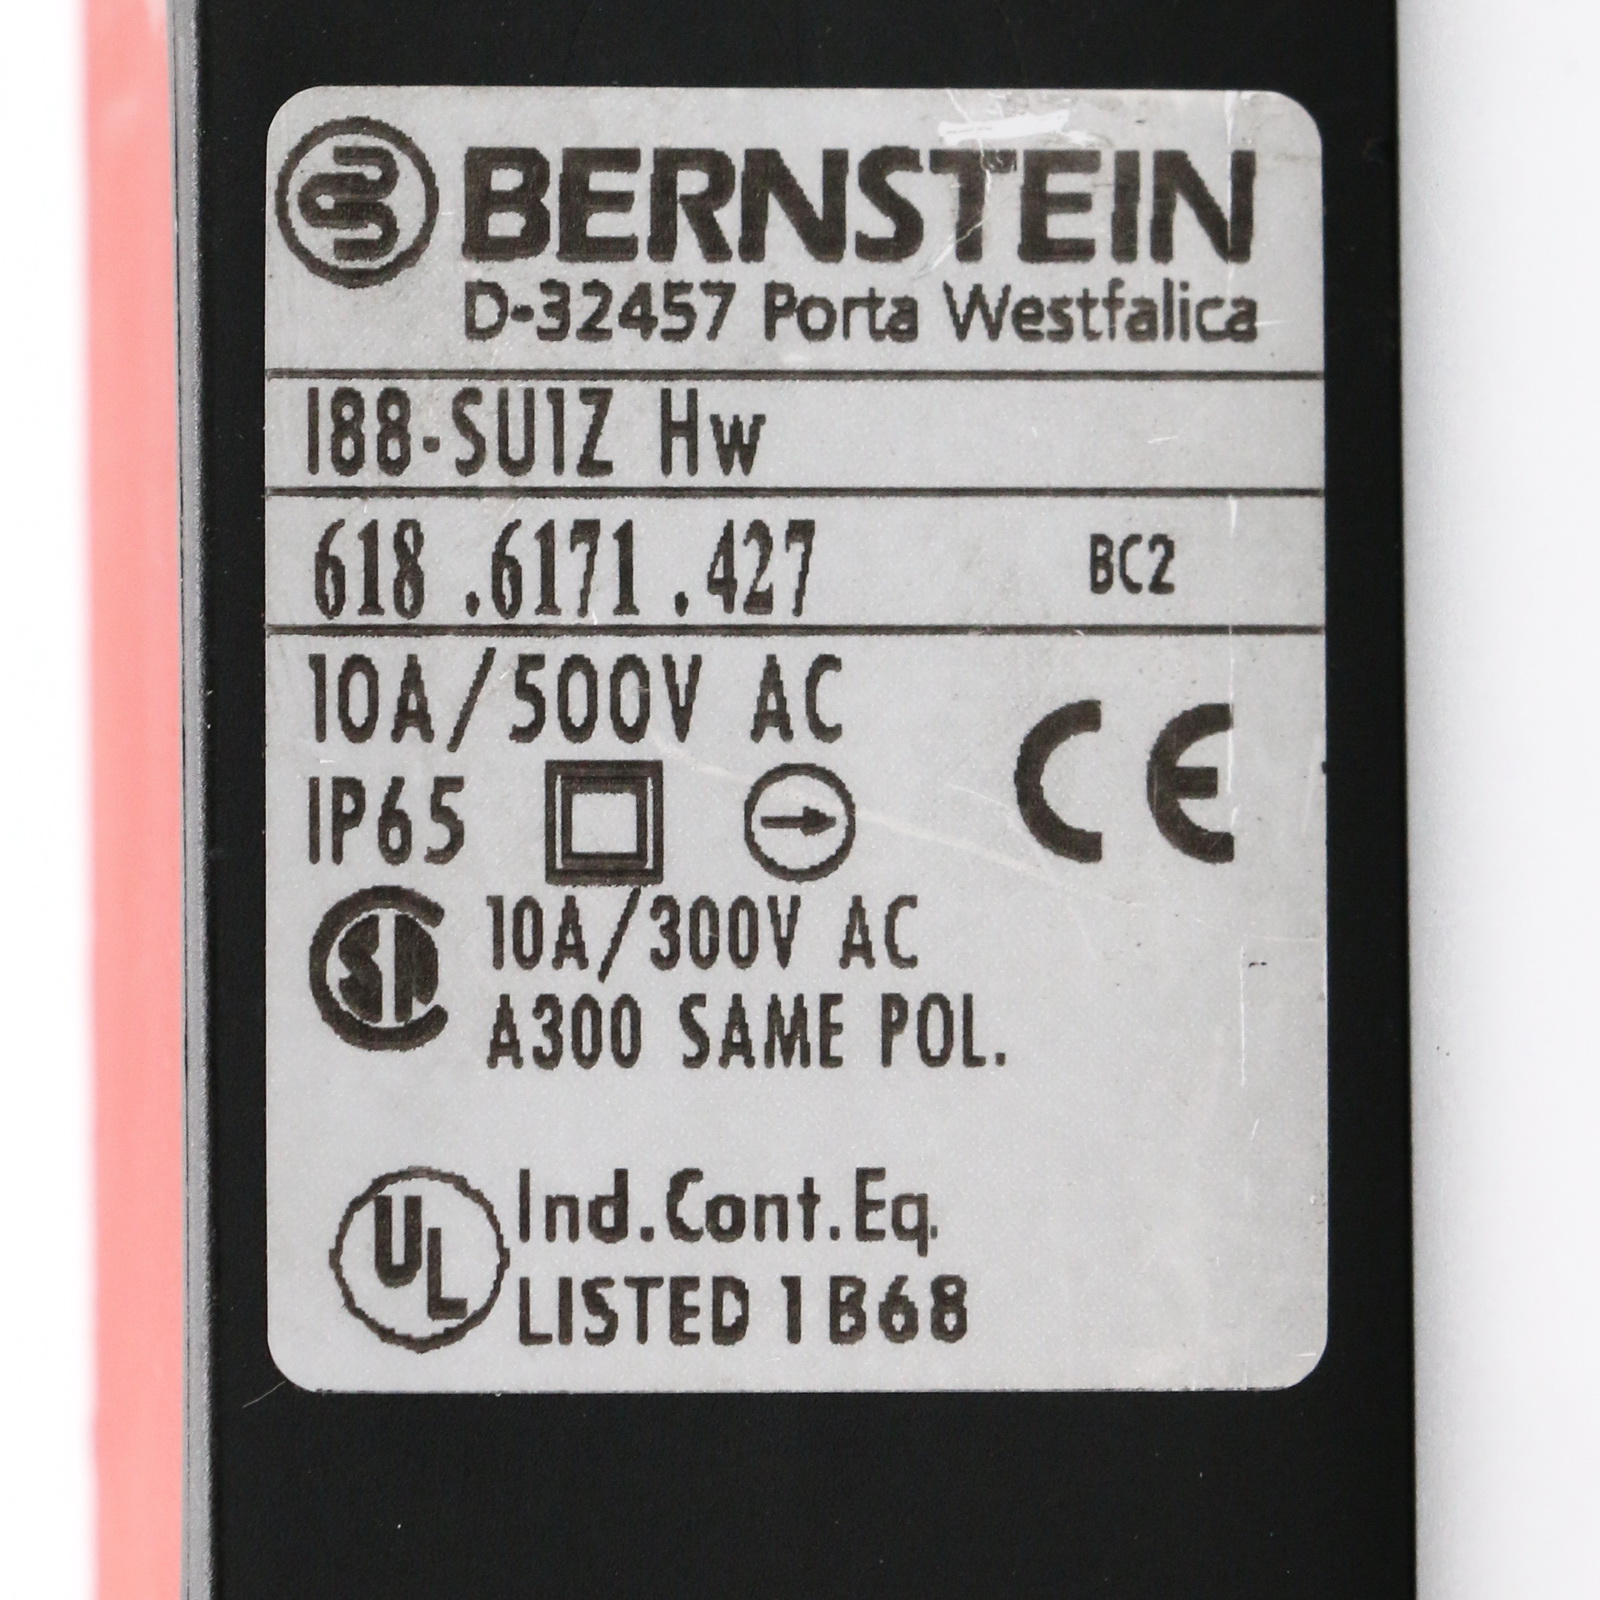 BERNSTEIN
D-32457 Porta Westfalica
I88-SU1Z Hw
618.6171.427 BC2
10A/500V AC
IP65 CE
10A/300V AC
A300 SAME POL.
UL Ind.Cont.Eq.
LISTED 1B68